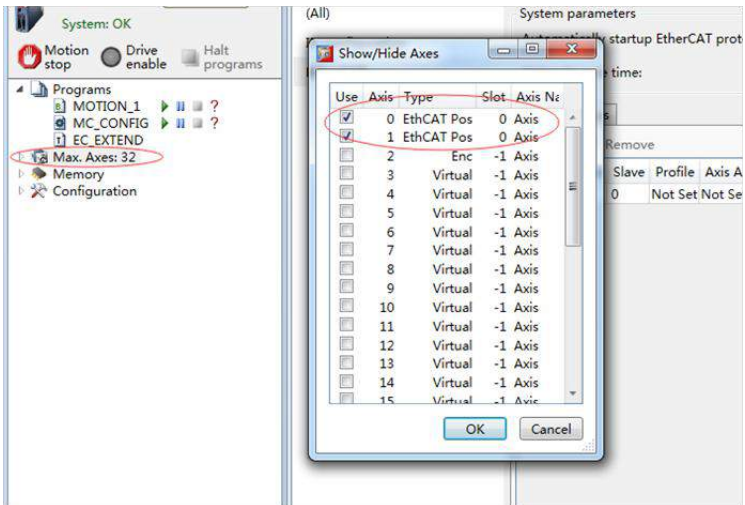 System: OK
Motion stop
Drive enable
Halt programs
Programs
MOTION_1
?
MC_CONFIG
?
EC_EXTEND
Max. Axes: 32
Memory
Configuration
(All)
System parameters
startup EtherCAT
time:
Remove
Slave Profile Axis A
0 Not Set Not Se
Show/Hide Axes
Use Axis Type Slot Axis Na
0 EthCAT Pos 0 Axis
1 EthCAT Pos 0 Axis
2 Enc -1 Axis
3 Virtual -1 Axis
4 Virtual -1 Axis
5 Virtual -1 Axis
6 Virtual -1 Axis
7 Virtual -1 Axis
8 Virtual -1 Axis
9 Virtual -1 Axis
10 Virtual -1 Axis
11 Virtual -1 Axis
12 Virtual -1 Axis
13 Virtual -1 Axis
14 Virtual -1 Axis
15 Virtual -1 Axis
OK Cancel